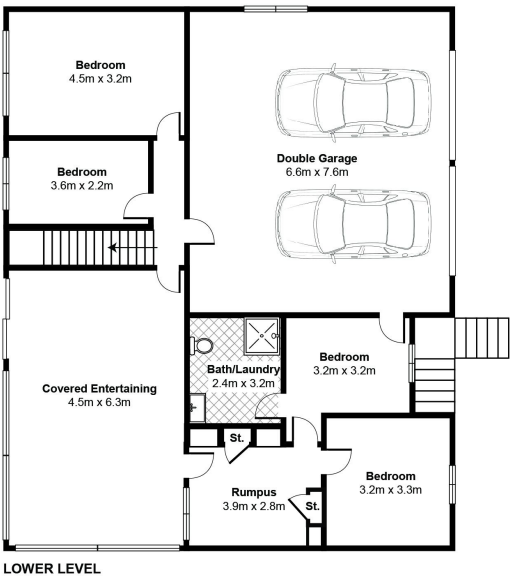 Bedroom
4.5m x 3.2m
Double Garage
6.6m x 7.6m
Bedroom
3.6m x 2.2m
Bath/Laundry
2.4m x 3.2m
Bedroom
3.2m x 3.2m
Covered Entertaining
4.5m x 6.3m
St.
Bedroom
3.2m x 3.3m
Rumpus
3.9m x 2.8m
St.
LOWER LEVEL